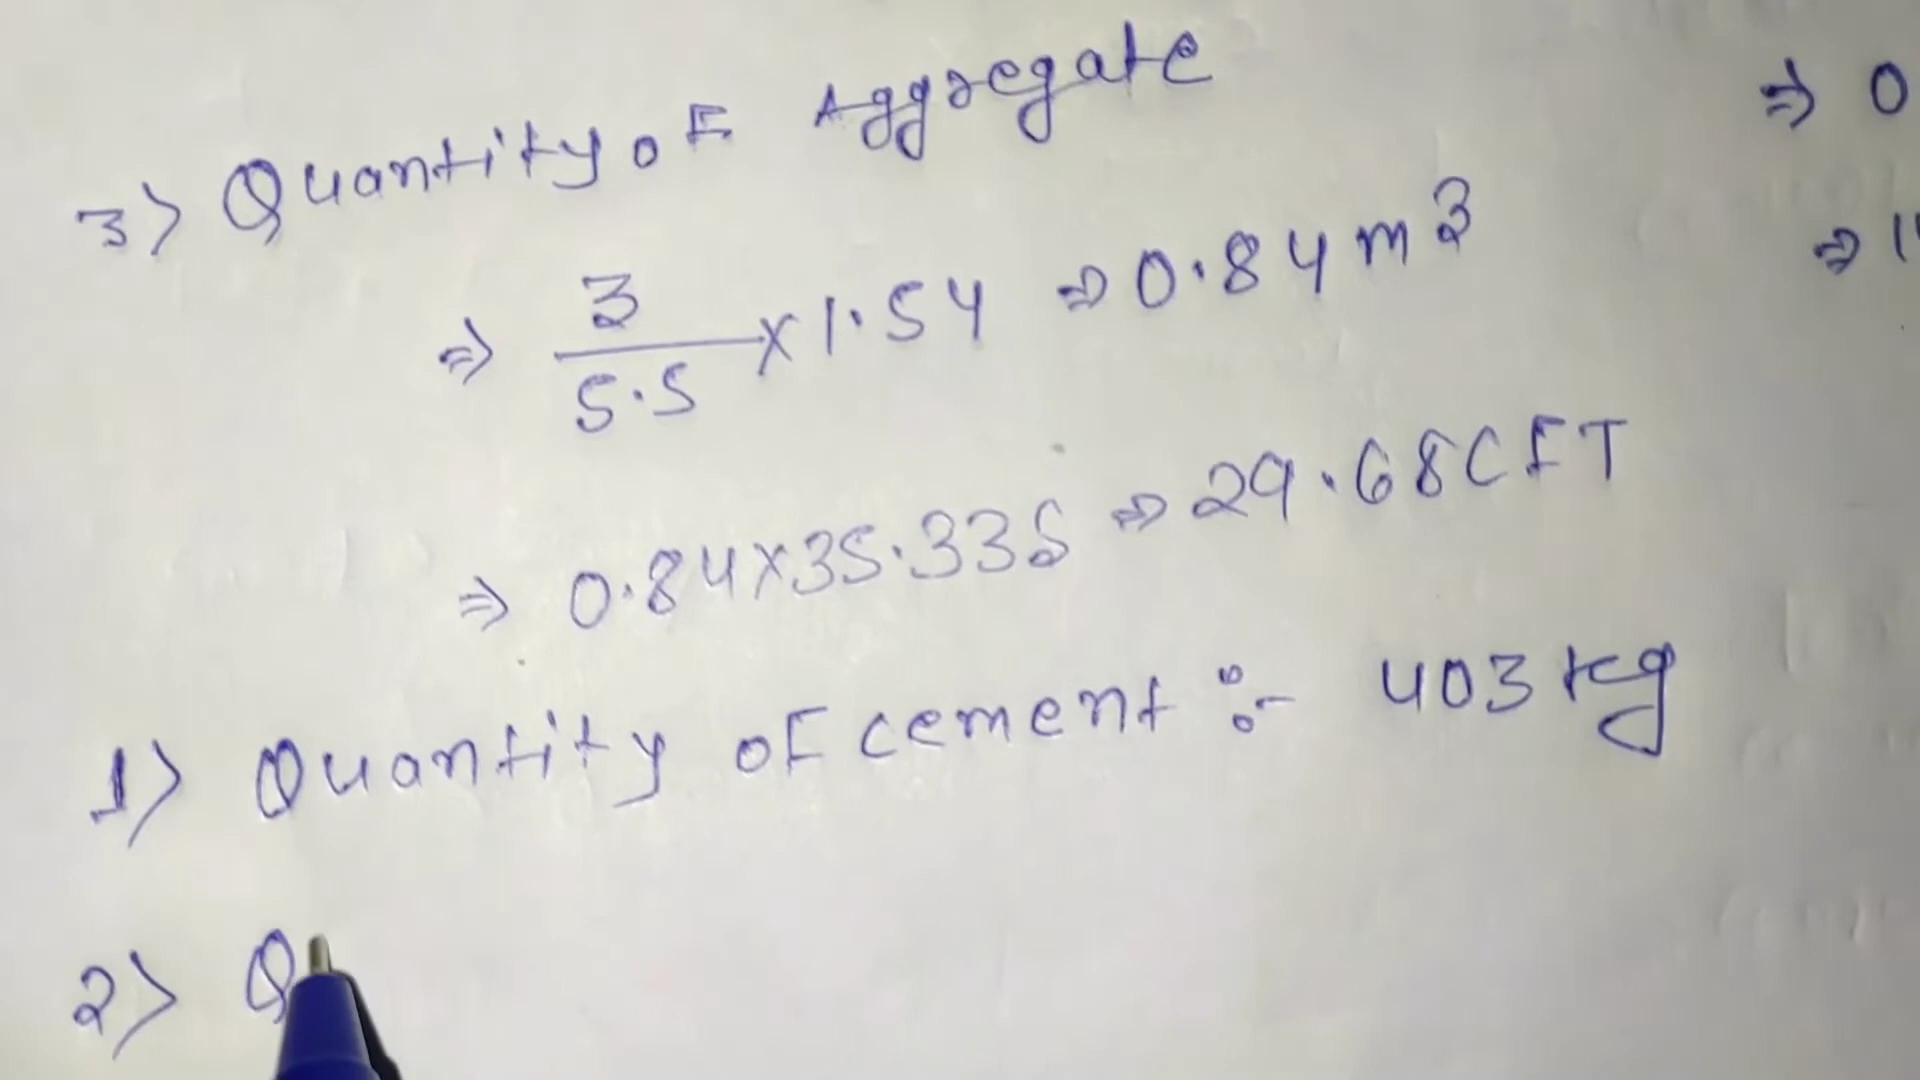 3> Quantity of Aggregate
⇒ 3/5.5 x 1.54 ⇒ 0.84 m³
⇒ 0.84 x 35.335 ⇒ 29.68 CFT
1> Quantity of cement :- 403 kg
2> Q
⇒ 0
⇒ 1